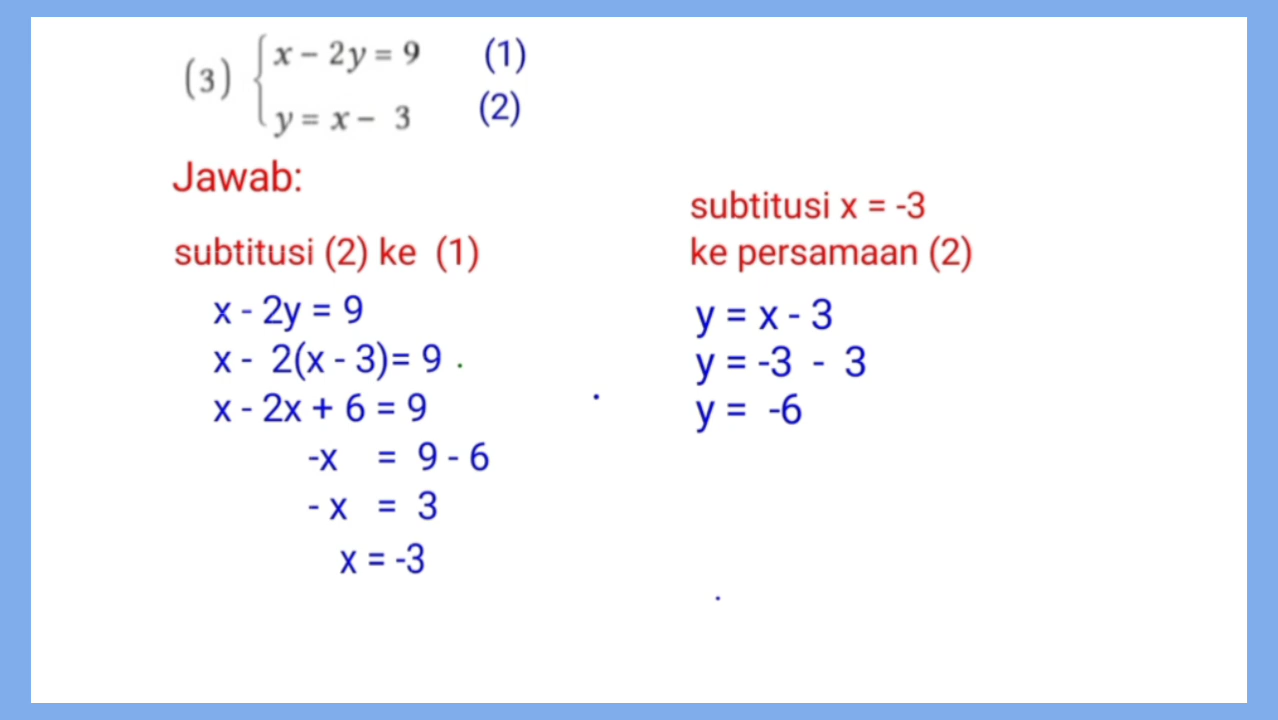 (3) x − 2y = 9 (1)
y = x − 3 (2)
Jawab:
subtitusi (2) ke (1)
x - 2y = 9
x - 2(x - 3)= 9 .
x - 2x + 6 = 9
-x = 9 - 6
- x = 3
x = -3
subtitusi x = -3
ke persamaan (2)
y = x - 3
y = -3 - 3
y = -6